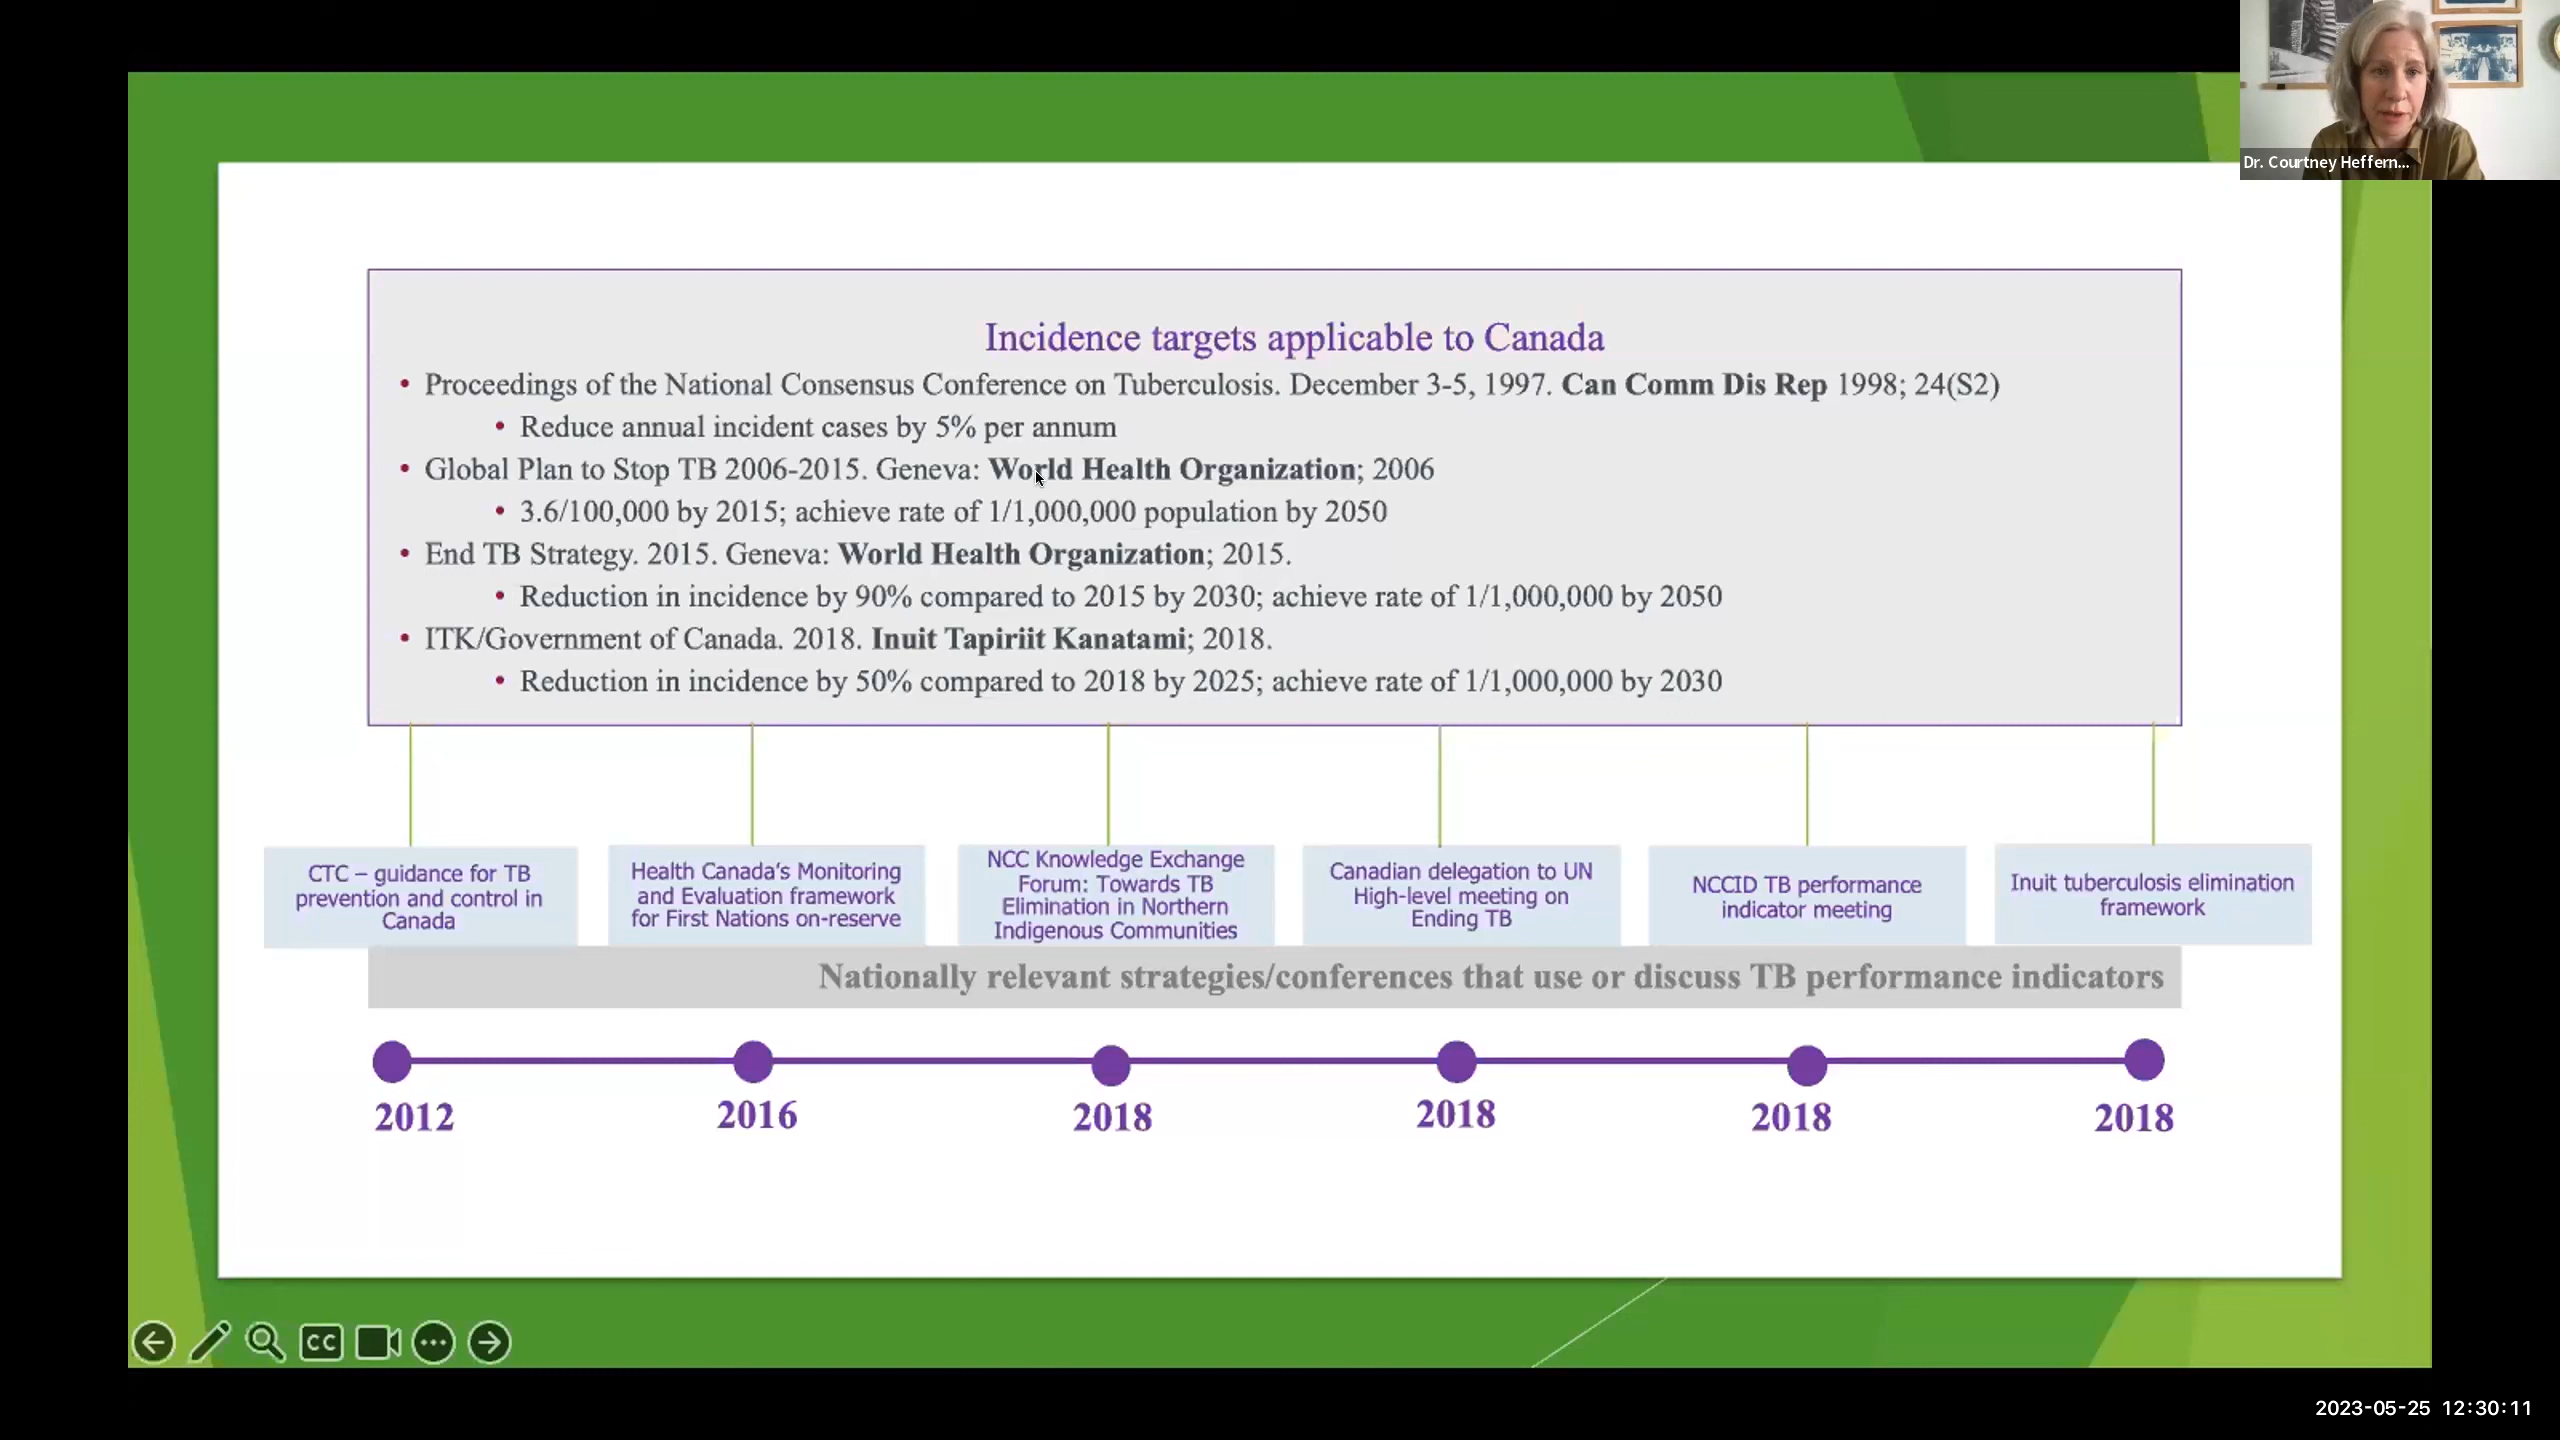 Dr. Courtney Heffern...
Incidence targets applicable to Canada
• Proceedings of the National Consensus Conference on Tuberculosis. December 3-5, 1997. Can Comm Dis Rep 1998; 24(S2)
• Reduce annual incident cases by 5% per annum
• Global Plan to Stop TB 2006-2015. Geneva: World Health Organization; 2006
• 3.6/100,000 by 2015; achieve rate of 1/1,000,000 population by 2050
• End TB Strategy. 2015. Geneva: World Health Organization; 2015.
• Reduction in incidence by 90% compared to 2015 by 2030; achieve rate of 1/1,000,000 by 2050
• ITK/Government of Canada. 2018. Inuit Tapiriit Kanatami; 2018.
• Reduction in incidence by 50% compared to 2018 by 2025; achieve rate of 1/1,000,000 by 2030
CTC – guidance for TB
prevention and control in
Canada
Health Canada's Monitoring
and Evaluation framework
for First Nations on-reserve
NCC Knowledge Exchange
Forum: Towards TB
Elimination in Northern
Indigenous Communities
Canadian delegation to UN
High-level meeting on
Ending TB
NCCID TB performance
indicator meeting
Inuit tuberculosis elimination
framework
Nationally relevant strategies/conferences that use or discuss TB performance indicators
2012
2016
2018
2018
2018
2018
CC
2023-05-25 12:30:11